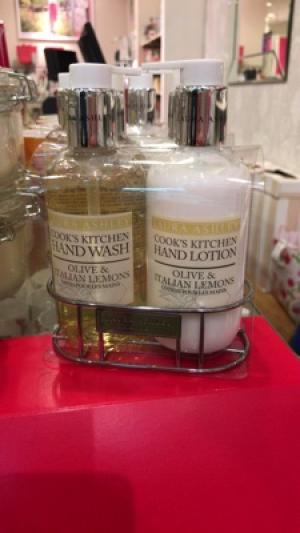 LAURA ASHLEY
COOK'S KITCHEN
HAND WASH
OLIVE &
ITALIAN LEMONS
LAURA ASHLEY
COOK'S KITCHEN
HAND LOTION
OLIVE &
ITALIAN LEMONS